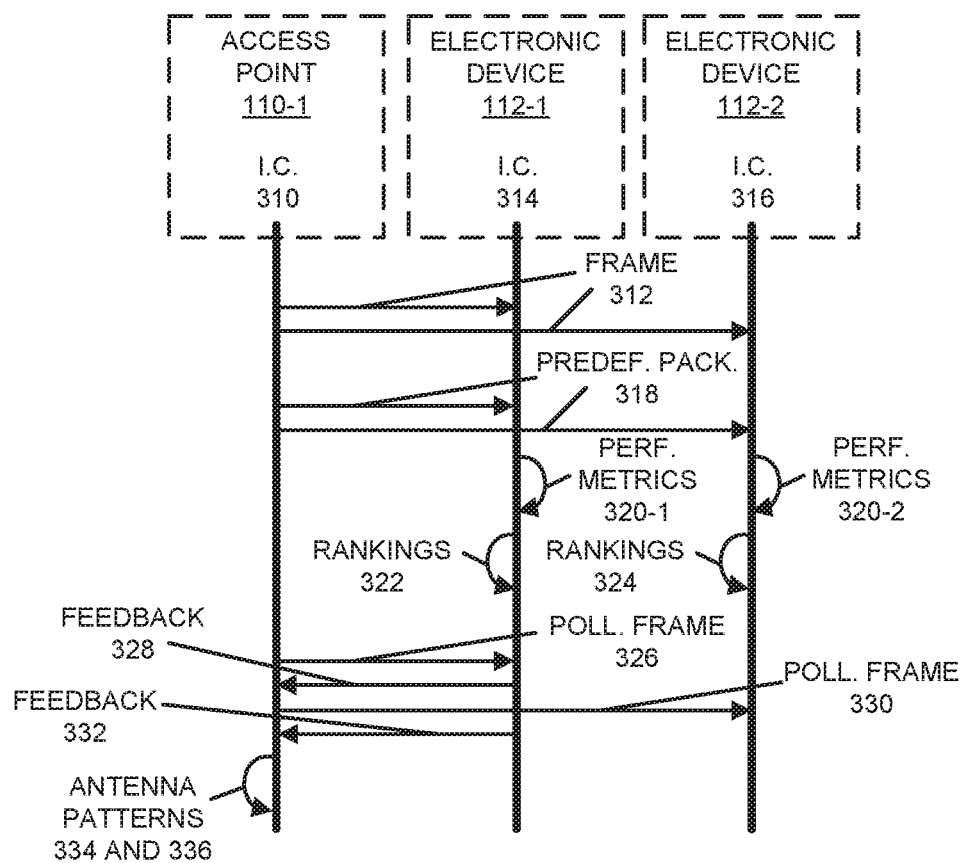 ACCESS
POINT
110-1
I.C.
310
ELECTRONIC
DEVICE
112-1
I.C.
314
ELECTRONIC
DEVICE
112-2
I.C.
316
FRAME
312
PREDEF. PACK.
318
PERF.
METRICS
320-1
PERF.
METRICS
320-2
RANKINGS
322
RANKINGS
324
FEEDBACK
328
POLL. FRAME
326
FEEDBACK
332
POLL. FRAME
330
ANTENNA
PATTERNS
334 AND 336